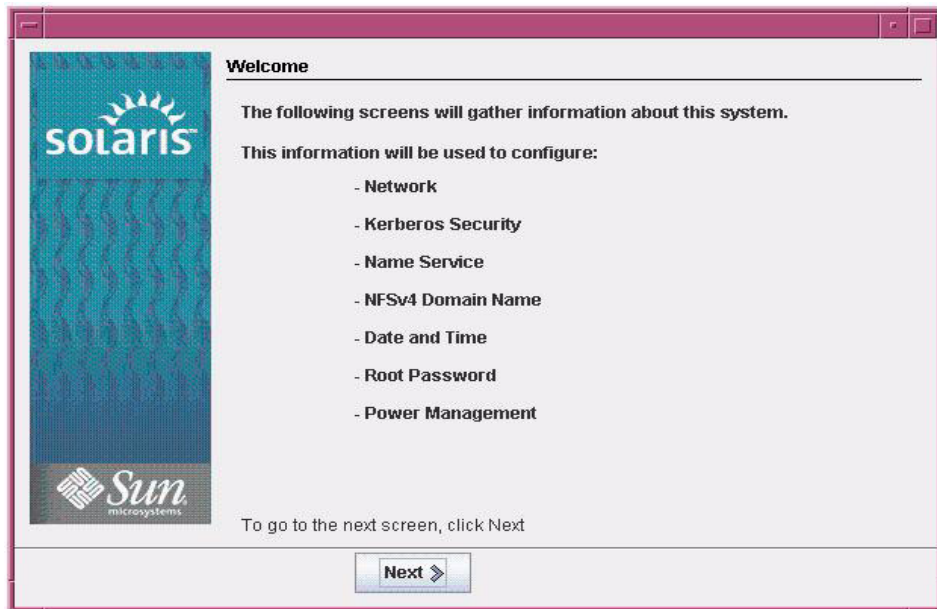 solaris™
Sun
microsystems
Welcome
The following screens will gather information about this system.
This information will be used to configure:
- Network
- Kerberos Security
- Name Service
- NFSv4 Domain Name
- Date and Time
- Root Password
- Power Management
To go to the next screen, click Next
Next